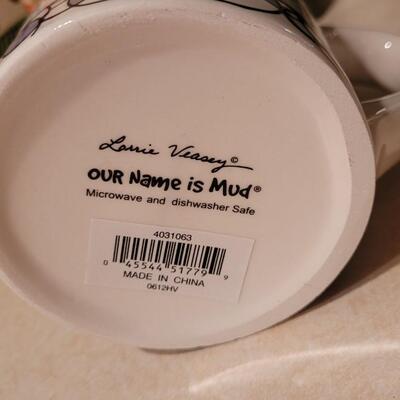 Lorrie Veasey©
OUR Name is Mud®
Microwave and dishwasher Safe
4031063
0 45544 51779 9
MADE IN CHINA
0612HV